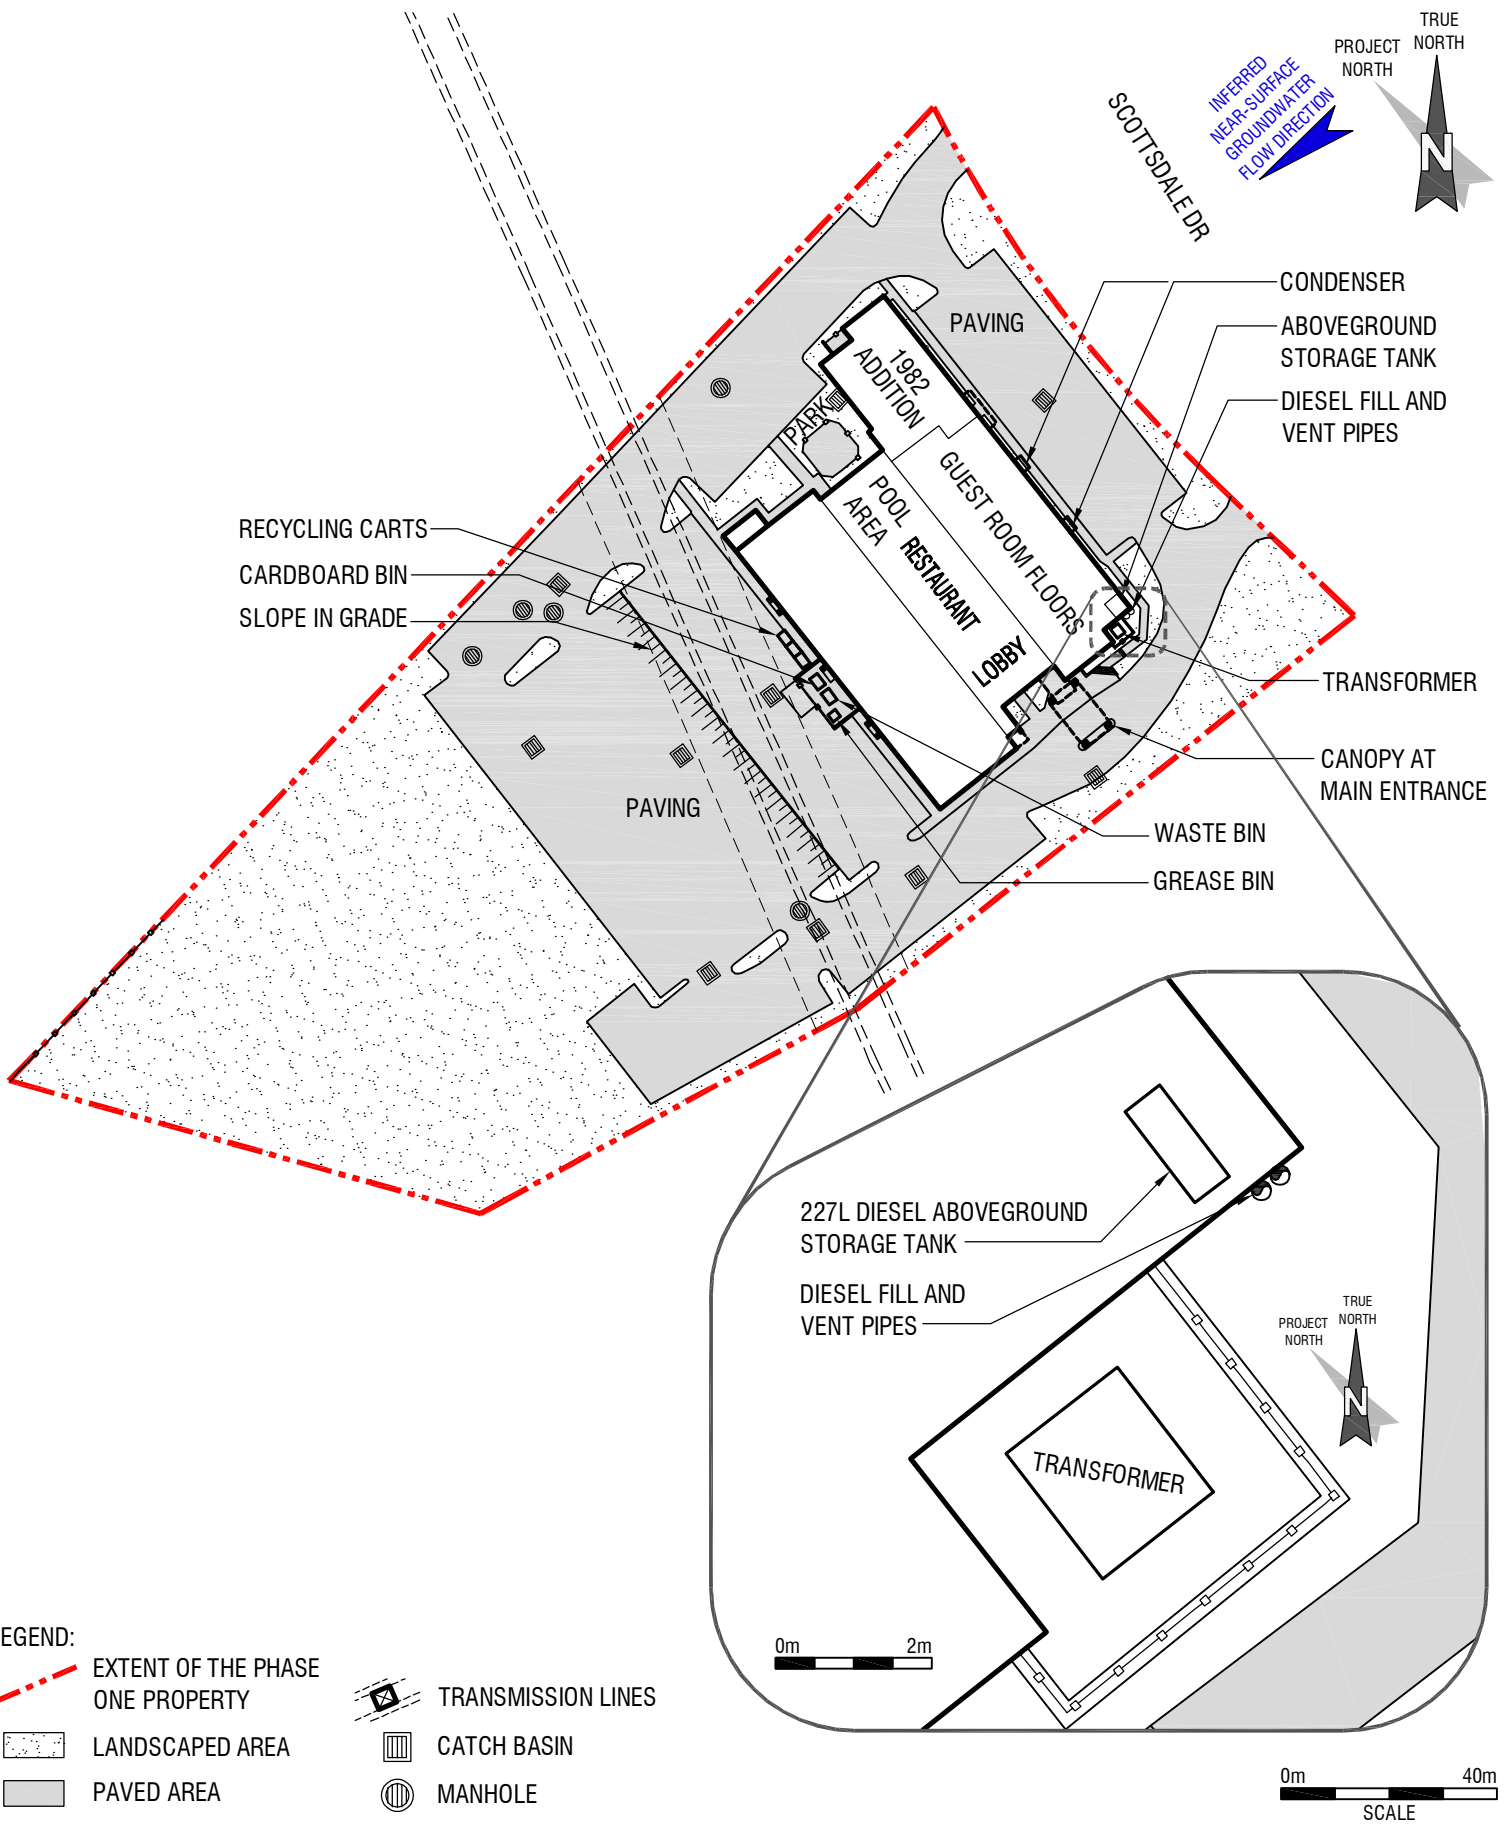 TRUE
NORTH
PROJECT
NORTH
N
INFERRED
NEAR-SURFACE
GROUNDWATER
FLOW DIRECTION
SCOTTSDALE DR
CONDENSER
ABOVEGROUND
STORAGE TANK
DIESEL FILL AND
VENT PIPES
PAVING
1982
ADDITION
PARK
GUEST ROOM FLOORS
POOL
AREA
RESTAURANT
LOBBY
RECYCLING CARTS
CARDBOARD BIN
SLOPE IN GRADE
TRANSFORMER
CANOPY AT
MAIN ENTRANCE
PAVING
WASTE BIN
GREASE BIN
227L DIESEL ABOVEGROUND
STORAGE TANK
DIESEL FILL AND
VENT PIPES
TRUE
NORTH
PROJECT
NORTH
N
TRANSFORMER
0m 2m
EGEND:
EXTENT OF THE PHASE
ONE PROPERTY
LANDSCAPED AREA
PAVED AREA
TRANSMISSION LINES
CATCH BASIN
MANHOLE
0m 40m
SCALE